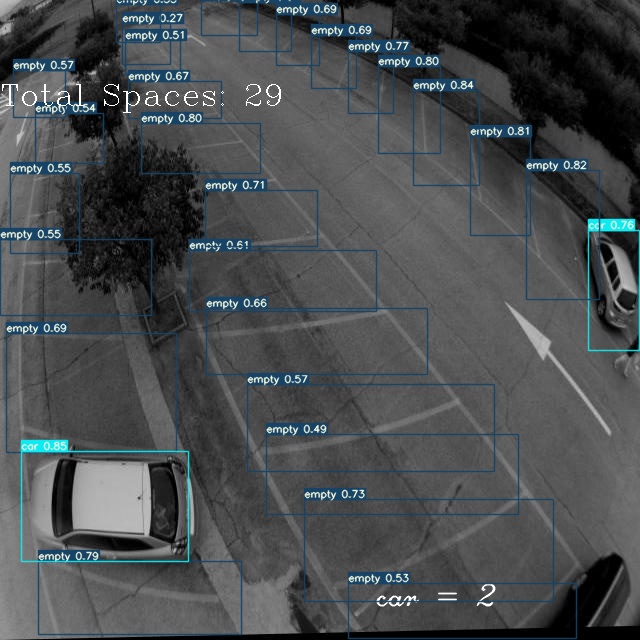 empty 0.27
empty 0.69
empty 0.51
empty 0.69
empty 0.77
empty 0.57
empty 0.80
empty 0.67
empty 0.84
Total Spaces: 29
empty 0.54
empty 0.80
empty 0.81
empty 0.55
empty 0.82
empty 0.71
car 0.76
empty 0.55
empty 0.61
empty 0.66
empty 0.69
empty 0.57
empty 0.49
car 0.85
empty 0.73
empty 0.79
empty 0.53
car = 2